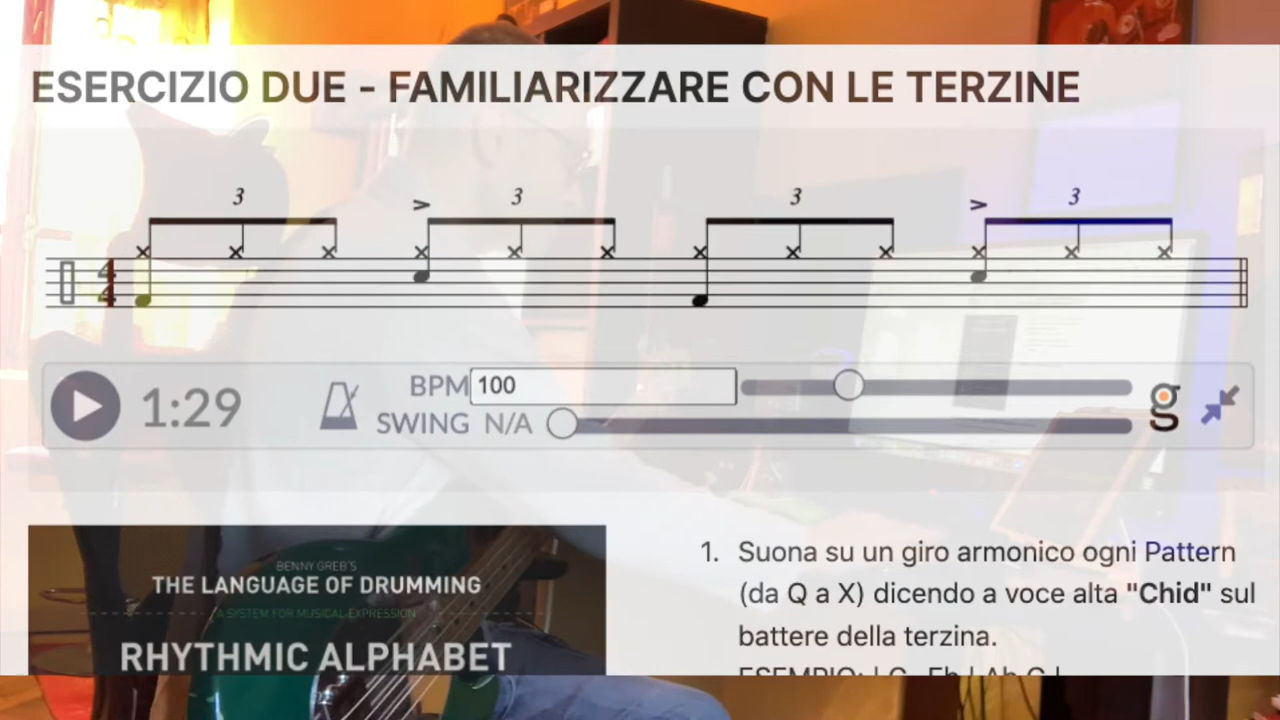 ESERCIZIO DUE - FAMILIARIZZARE CON LE TERZINE
3 3 3 3
4
4
1:29
BPM 100
SWING N/A
g
BENNY GREB'S
THE LANGUAGE OF DRUMMING
A SYSTEM FOR MUSICAL EXPRESSION
RHYTHMIC ALPHABET
1. Suona su un giro armonico ogni Pattern
(da Q a X) dicendo a voce alta "Chid" sul
battere della terzina.